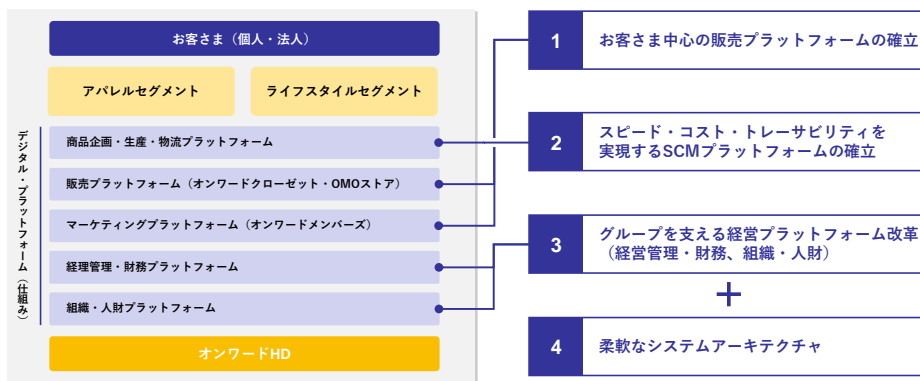 お客さま（個人・法人）
アパレルセグメント
ライフスタイルセグメント
デジタル・プラットフォーム（仕組み）
商品企画・生産・物流プラットフォーム
販売プラットフォーム（オンワードクローゼット・OMOストア）
マーケティングプラットフォーム（オンワードメンバーズ）
経理管理・財務プラットフォーム
組織・人財プラットフォーム
オンワードHD
1
お客さま中心の販売プラットフォームの確立
2
スピード・コスト・トレーサビリティを
実現するSCMプラットフォームの確立
3
グループを支える経営プラットフォーム改革
（経営管理・財務、組織・人財）
+
4
柔軟なシステムアーキテクチャ